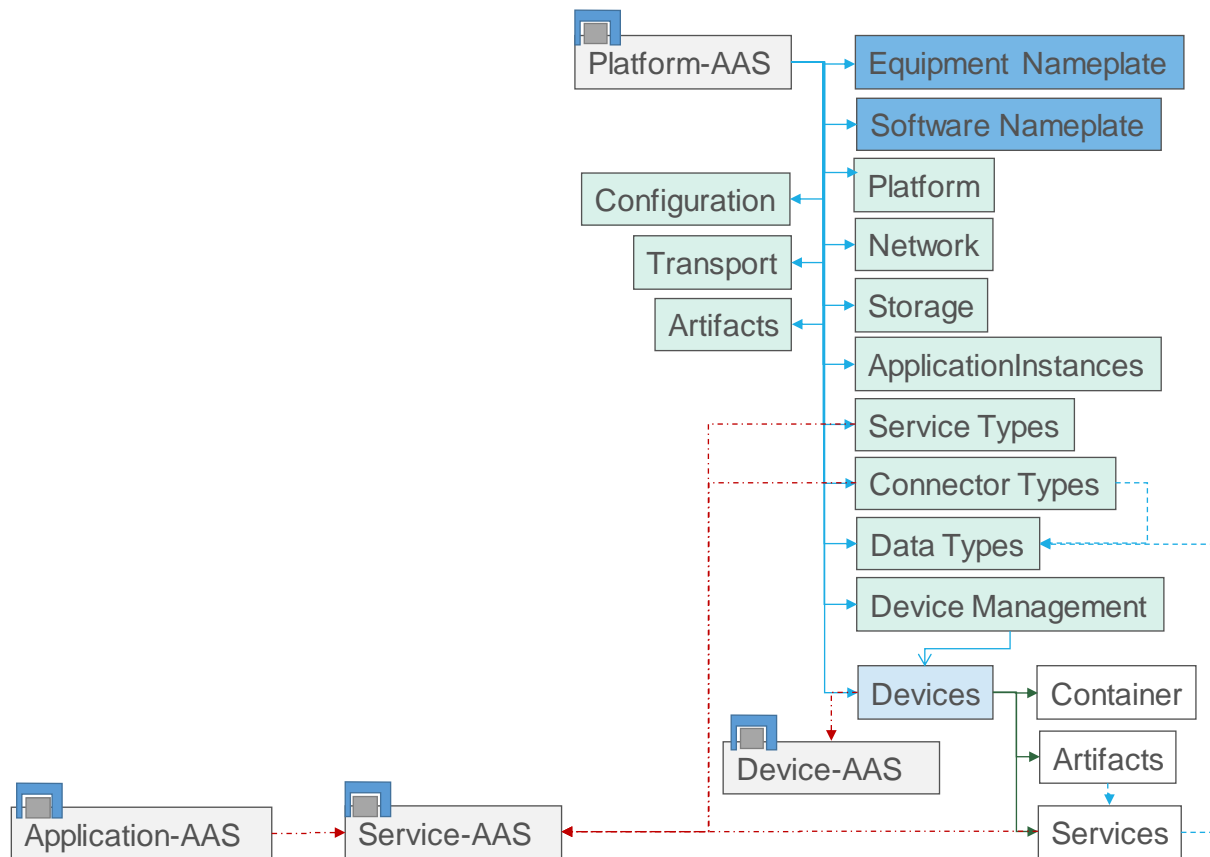 Platform-AAS
Equipment Nameplate
Software Nameplate
Platform
Configuration
Network
Transport
Storage
Artifacts
ApplicationInstances
Service Types
Connector Types
Data Types
Device Management
Devices
Container
Device-AAS
Artifacts
Application-AAS
Service-AAS
Services